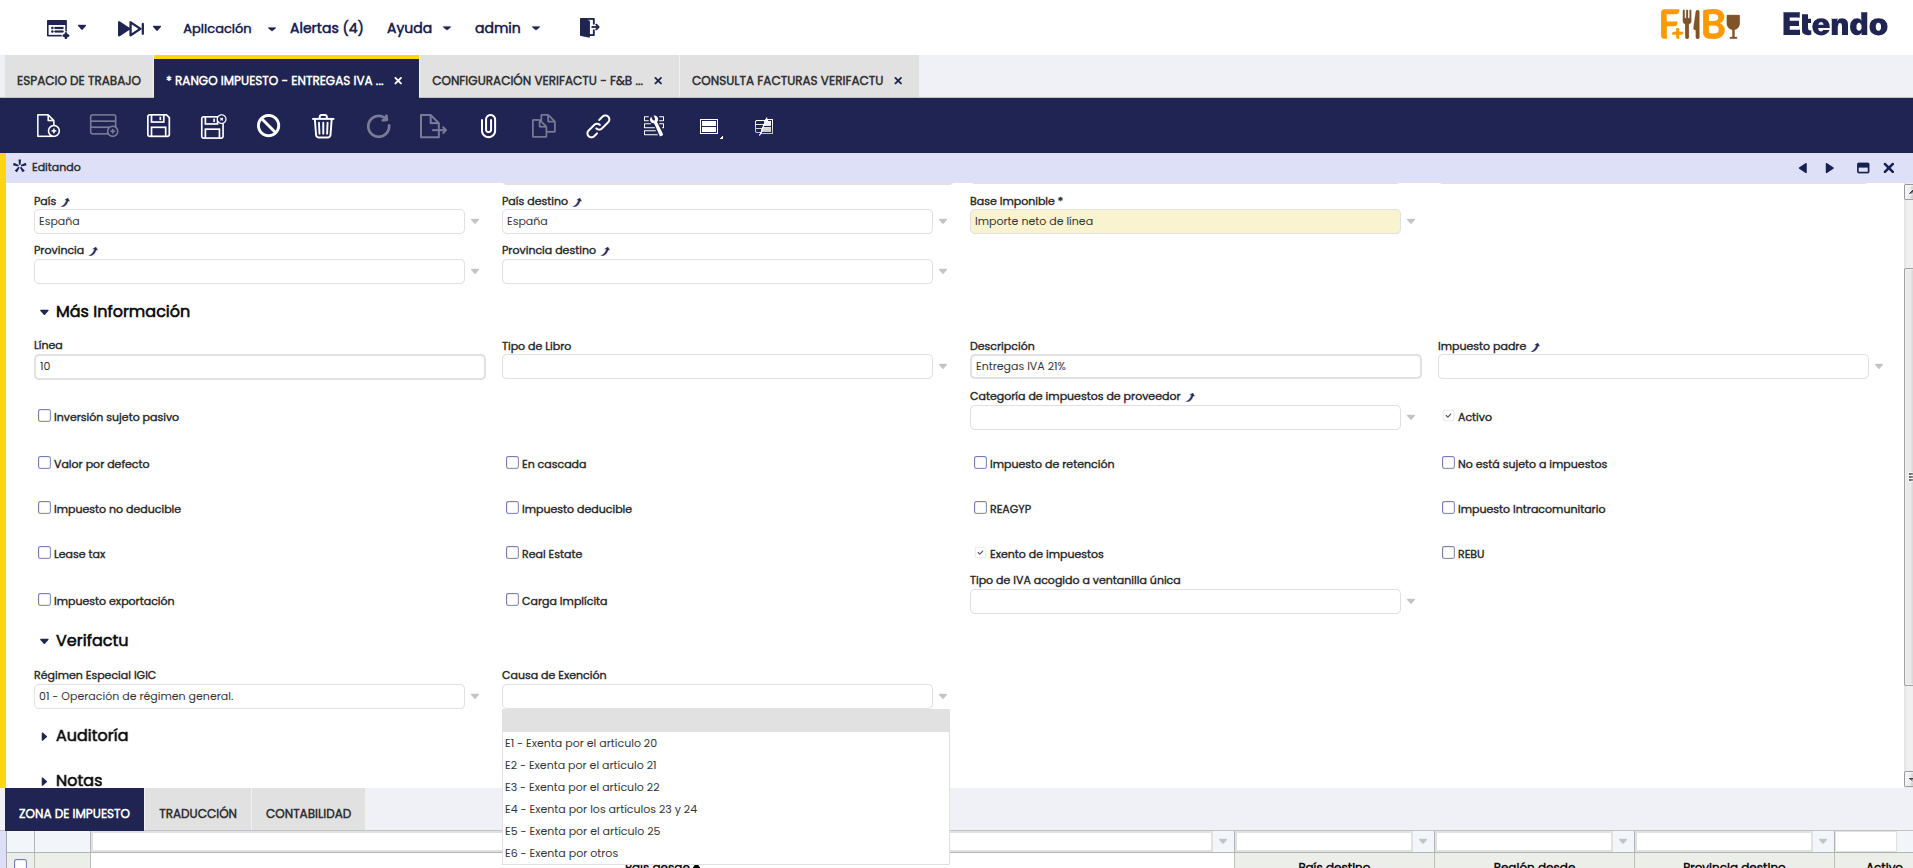 Aplicación
Alertas (4)
Ayuda
admin
F+B
Etendo
ESPACIO DE TRABAJO
* RANGO IMPUESTO - ENTREGAS IVA ...
CONFIGURACIÓN VERIFACTU - F&B ...
CONSULTA FACTURAS VERIFACTU
Editando
País
País destino
Base Imponible *
España
España
Importe neto de línea
Provincia
Provincia destino
Más Información
Línea
Tipo de Libro
Descripción
Impuesto padre
10
Entregas IVA 21%
Categoría de impuestos de proveedor
Inversión sujeto pasivo
Activo
Valor por defecto
En cascada
Impuesto de retención
No está sujeto a impuestos
Impuesto no deducible
Impuesto deducible
REAGYP
Impuesto Intracomunitario
Lease tax
Real Estate
Exento de impuestos
REBU
Tipo de IVA acogido a ventanilla única
Impuesto exportación
Carga Implícita
Verifactu
Régimen Especial IGIC
Causa de Exención
01 - Operación de régimen general.
E1 - Exenta por el artículo 20
E2 - Exenta por el artículo 21
E3 - Exenta por el artículo 22
E4 - Exenta por los artículos 23 y 24
E5 - Exenta por el artículo 25
E6 - Exenta por otros
Auditoría
Notas
ZONA DE IMPUESTO
TRADUCCIÓN
CONTABILIDAD
País desde
País destino
Región desde
Provincia destino
Activo